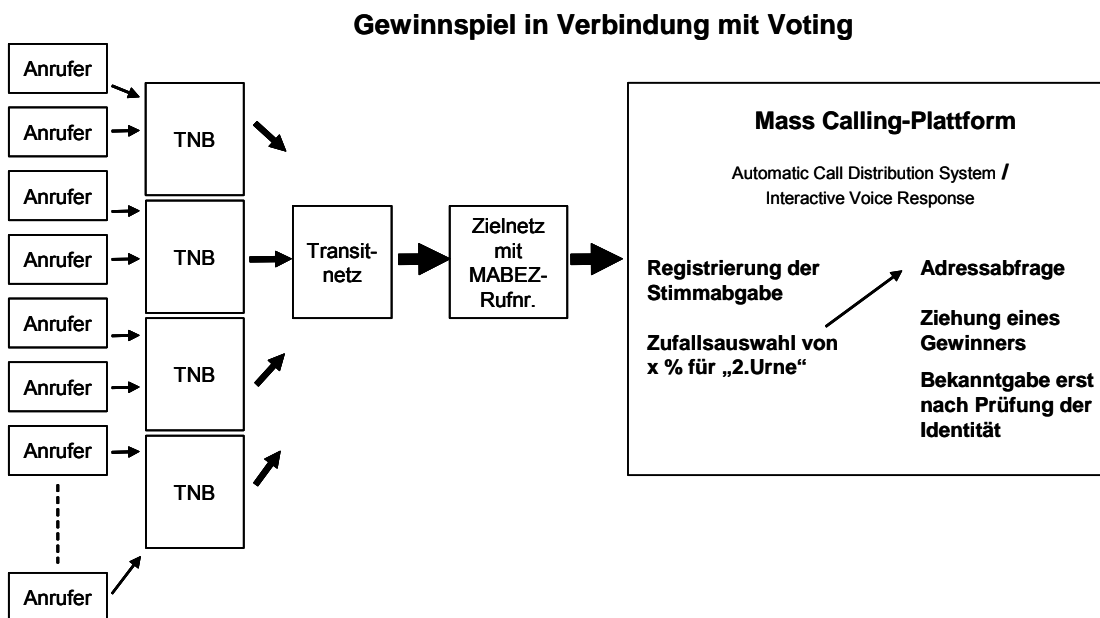 Gewinnspiel in Verbindung mit Voting
Anrufer
Anrufer
Anrufer
Anrufer
Anrufer
Anrufer
Anrufer
Anrufer
TNB
TNB
TNB
TNB
Transit-
netz
Zielnetz
mit
MABEZ-
Rufnr.
Mass Calling-Plattform
Automatic Call Distribution System /
Interactive Voice Response
Registrierung der
Stimmabgabe
Zufallsauswahl von
x % für „2.Urne“
Adressabfrage
Ziehung eines
Gewinners
Bekanntgabe erst
nach Prüfung der
Identität